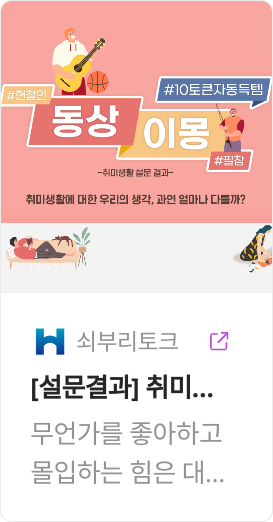 #현철인
#10토큰자동득템
동상
이몽
#필참
-취미생활 설문 결과-
취미생활에 대한 우리의 생각, 과연 얼마나 다를까?
쇠부리토크
[설문결과] 취미...
무언가를 좋아하고
몰입하는 힘은 대...